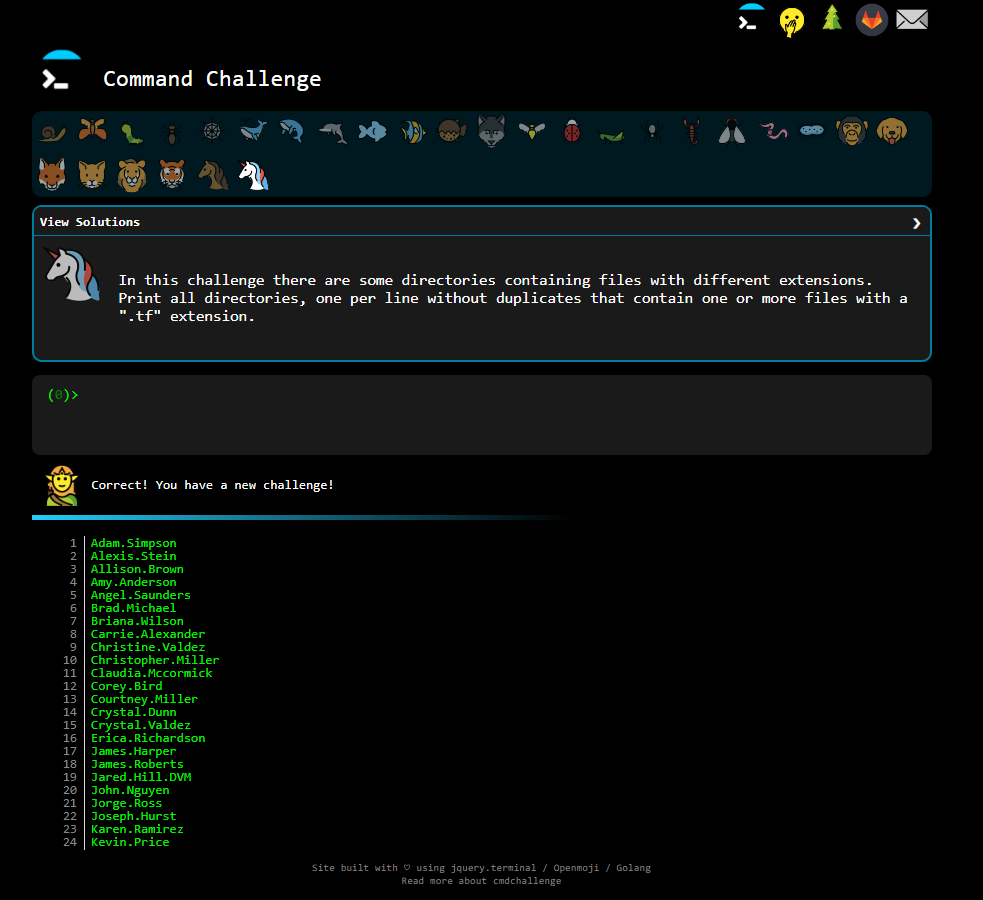 Command Challenge
View Solutions ❯
In this challenge there are some directories containing files with different extensions.
Print all directories, one per line without duplicates that contain one or more files with a
".tf" extension.
(0)>
Correct! You have a new challenge!
1 Adam.Simpson
2 Alexis.Stein
3 Allison.Brown
4 Amy.Anderson
5 Angel.Saunders
6 Brad.Michael
7 Briana.Wilson
8 Carrie.Alexander
9 Christine.Valdez
10 Christopher.Miller
11 Claudia.Mccormick
12 Corey.Bird
13 Courtney.Miller
14 Crystal.Dunn
15 Crystal.Valdez
16 Erica.Richardson
17 James.Harper
18 James.Roberts
19 Jared.Hill.DVM
20 John.Nguyen
21 Jorge.Ross
22 Joseph.Hurst
23 Karen.Ramirez
24 Kevin.Price
Site built with ♡ using jquery.terminal / Openmoji / Golang
Read more about cmdchallenge